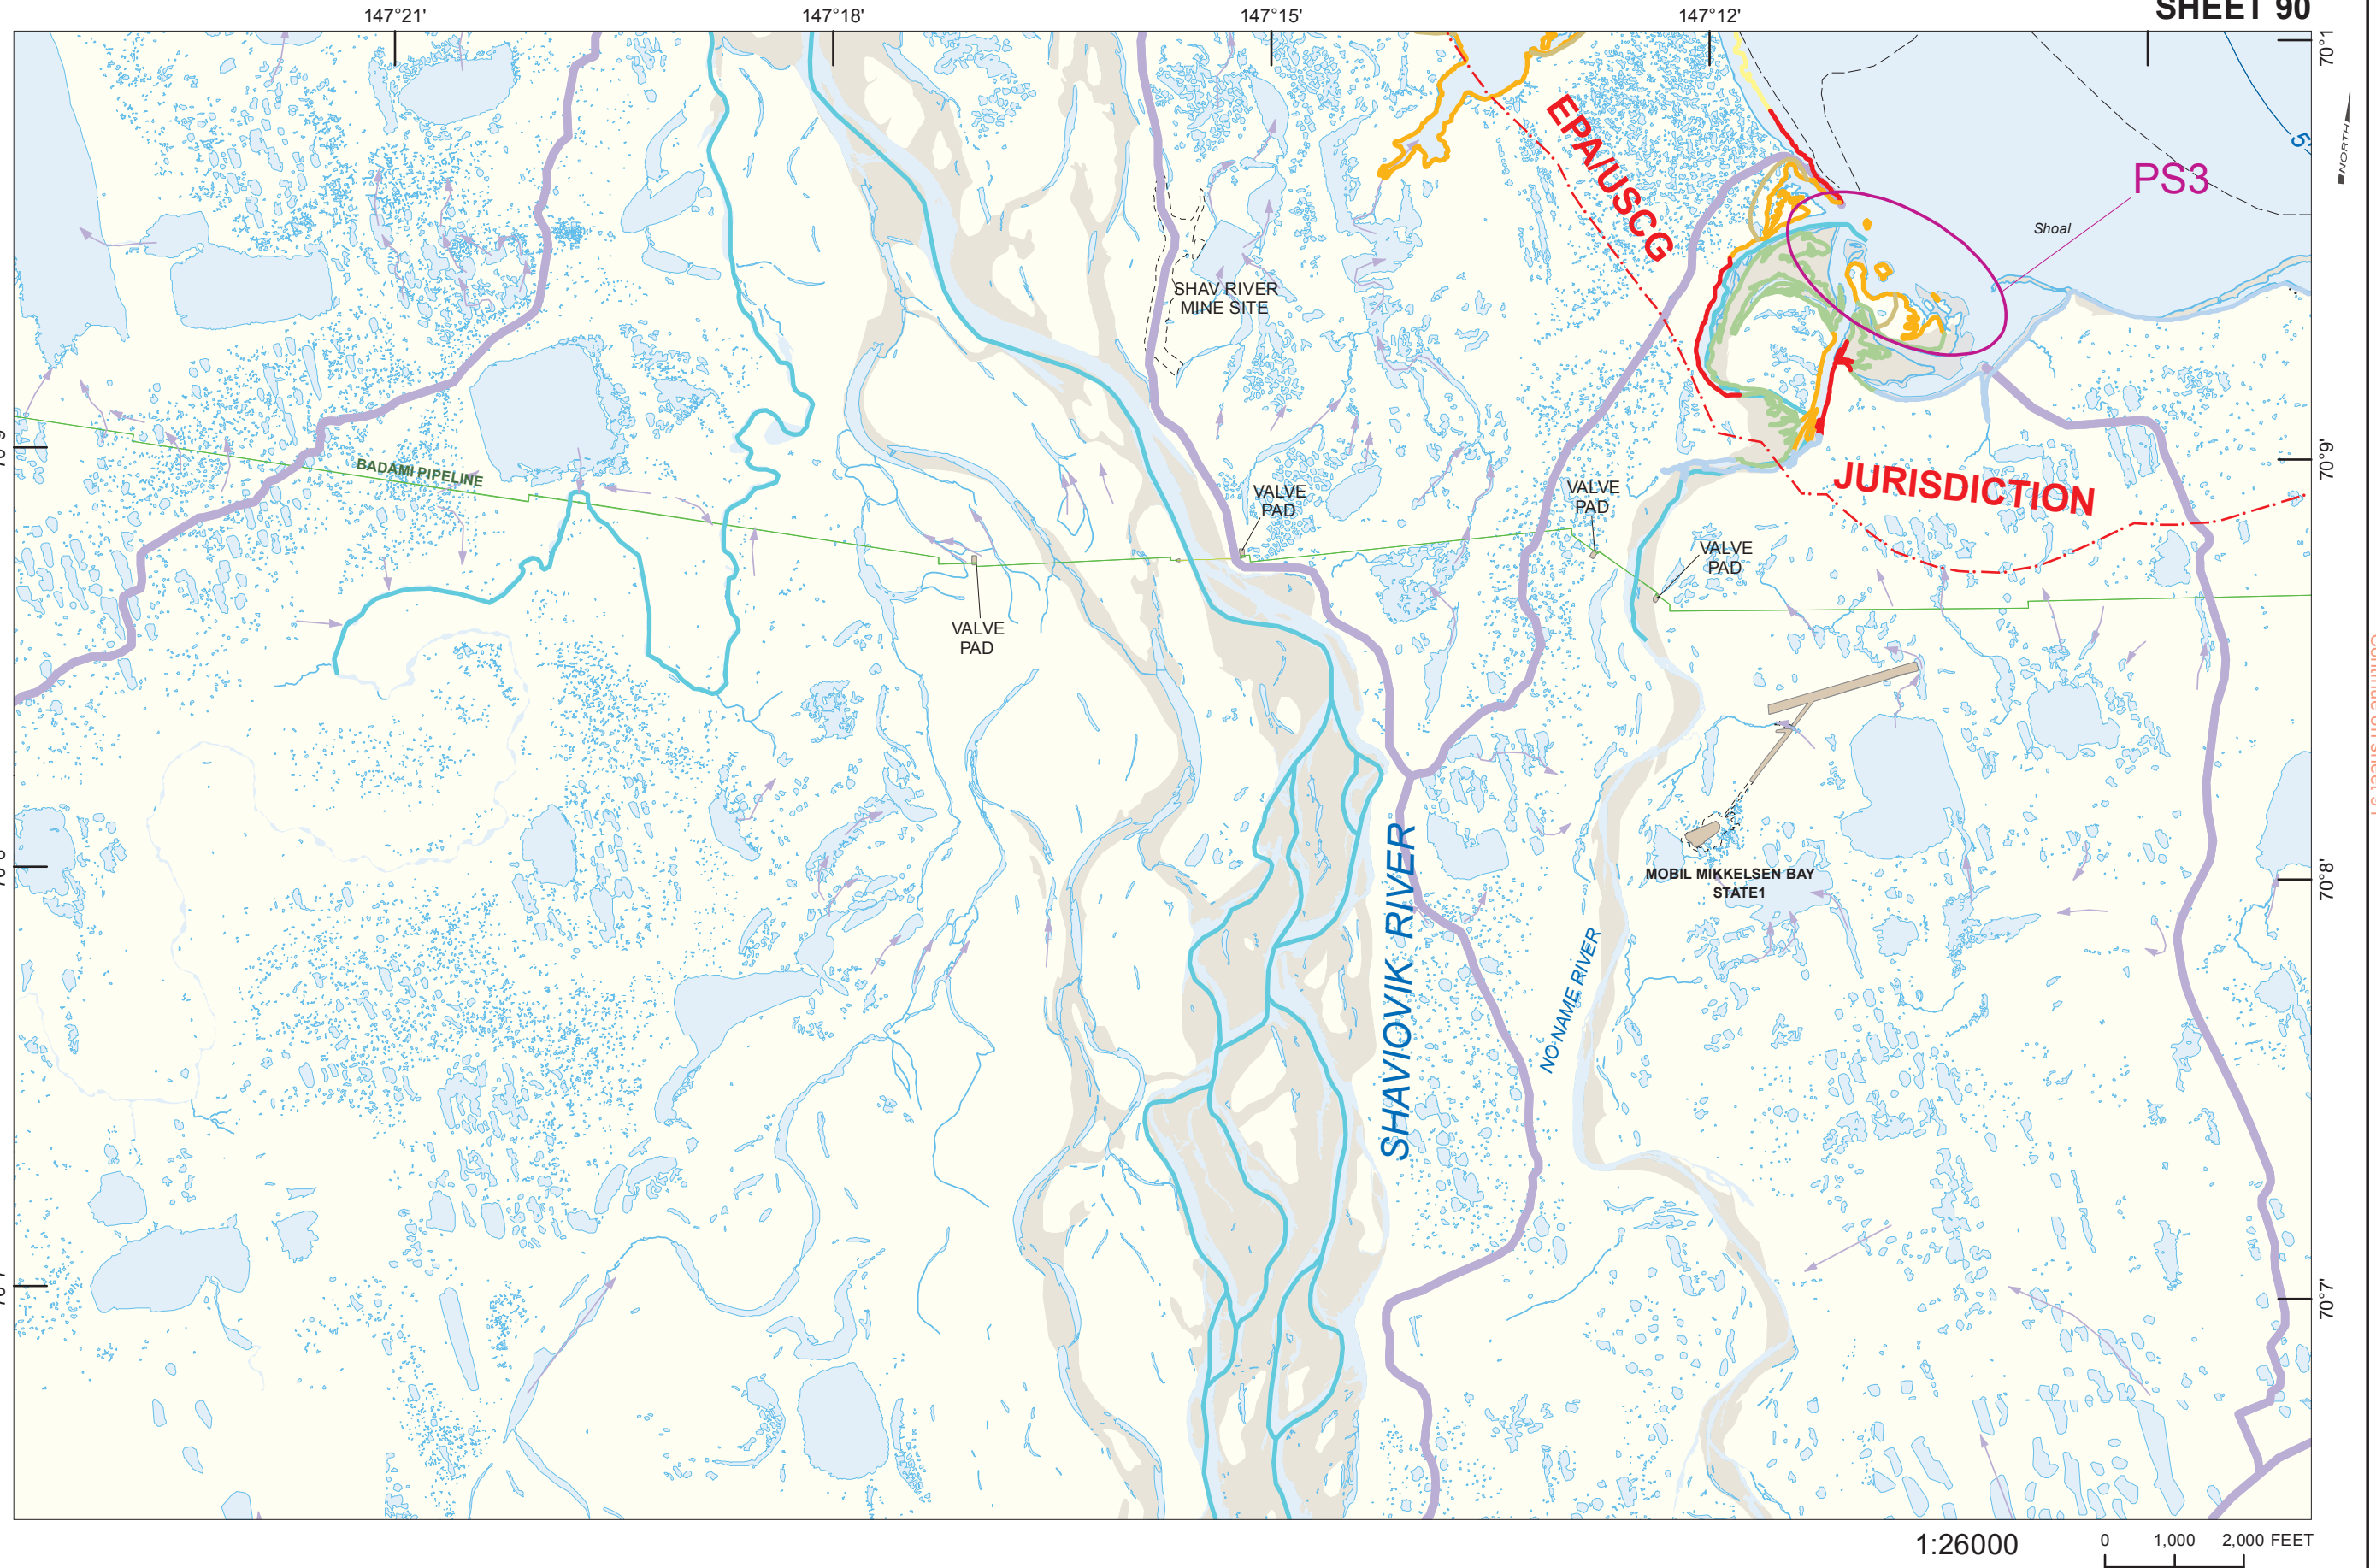 SHEET 90
147°21'
147°18'
147°15'
147°12'
70°1
NORTH
5
PS3
Shoal
EPA/USCG
SHAV RIVER
MINE SITE
70°9'
BADAMI PIPELINE
JURISDICTION
VALVE
PAD
VALVE
PAD
VALVE
PAD
VALVE
PAD
70°8'
SHAVIOVIK RIVER
MOBIL MIKKELSEN BAY
STATE1
NO NAME RIVER
70°7'
1:26000
0 1,000 2,000 FEET